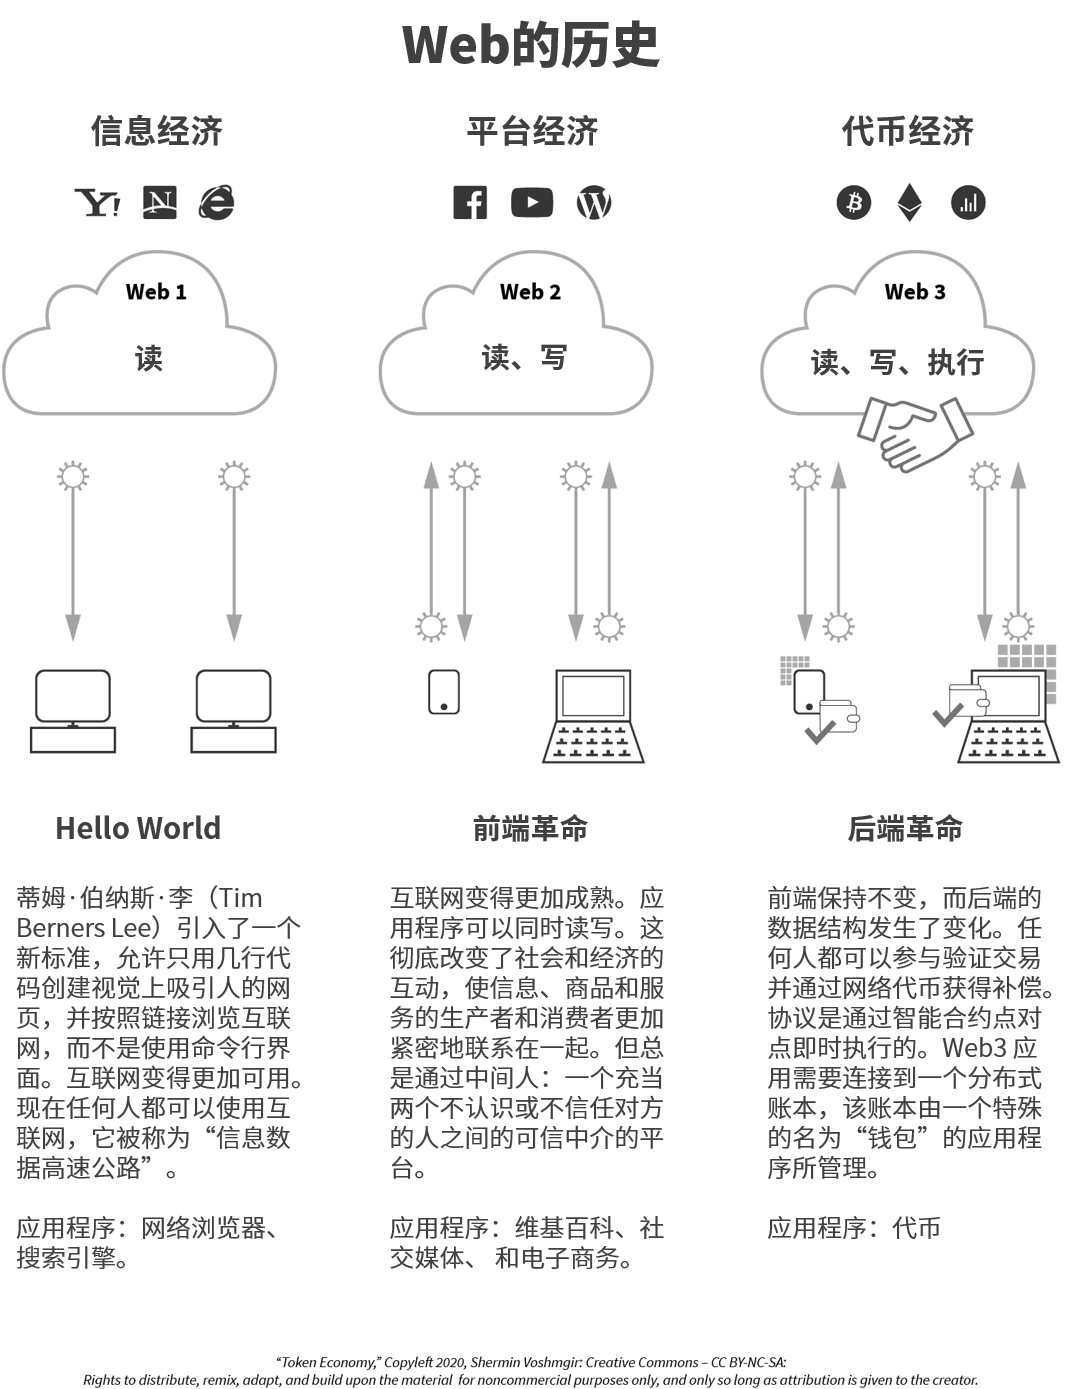 Web的历史
信息经济
平台经济
代币经济
Web 1
读
Web 2
读、写
Web 3
读、写、执行
Hello World
蒂姆·伯纳斯·李（Tim
Berners Lee）引入了一个
新标准，允许只用几行代
码创建视觉上吸引人的网
页，并按照链接浏览互联
网，而不是使用命令行界
面。互联网变得更加可用。
现在任何人都可以使用互
联网，它被称为“信息数
据高速公路”。
应用程序：网络浏览器、
搜索引擎。
前端革命
互联网变得更加成熟。应
用程序可以同时读写。这
彻底改变了社会和经济的
互动，使信息、商品和服
务的生产者和消费者更加
紧密地联系在一起。但总
是通过中间人：一个充当
两个不认识或不信任对方
的人之间的可信中介的平
台。
应用程序：维基百科、社
交媒体、 和电子商务。
后端革命
前端保持不变，而后端的
数据结构发生了变化。任
何人都可以参与验证交易
并通过网络代币获得补偿。
协议是通过智能合约点对
点即时执行的。Web3 应
用需要连接到一个分布式
账本，该账本由一个特殊
的名为“钱包”的应用程
序所管理。
应用程序：代币
“Token Economy,” Copyleft 2020, Shermin Voshmgir: Creative Commons – CC BY-NC-SA:
Rights to distribute, remix, adapt, and build upon the material for noncommercial purposes only, and only so long as attribution is given to the creator.